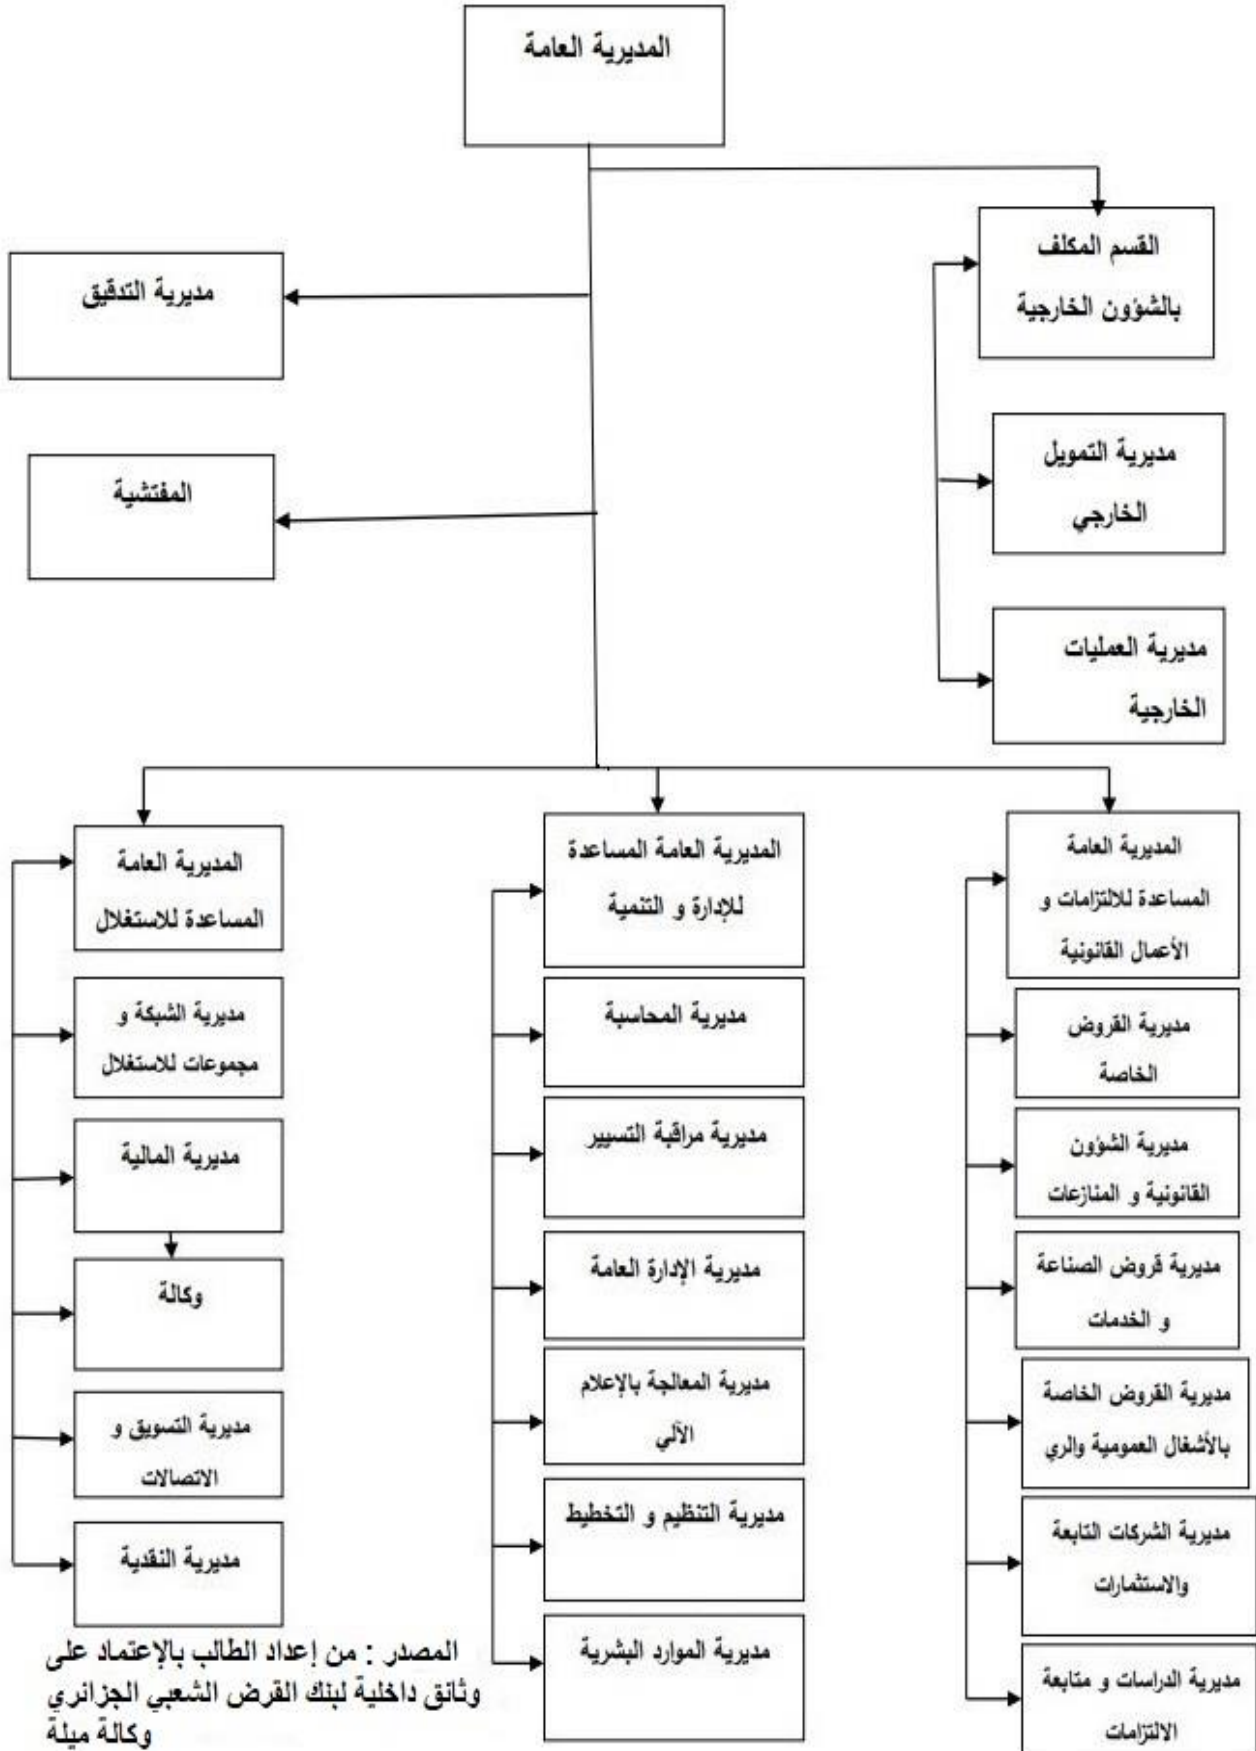 المديرية العامة
القسم المكلف
بالشؤون الخارجية
مديرية التدقيق
مديرية التمويل
الخارجي
المفتشية
مديرية العمليات
الخارجية
المديرية العامة
المساعدة للالتزامات و
الأعمال القانونية
مديرية القروض
الخاصة
مديرية الشؤون
القانونية و المنازعات
مديرية قروض الصناعة
و الخدمات
مديرية القروض الخاصة
بالأشغال العمومية والري
مديرية الشركات التابعة
والاستثمارات
مديرية الدراسات و متابعة
الالتزامات
المديرية العامة المساعدة
للإدارة و التنمية
مديرية المحاسبة
مديرية مراقبة التسيير
مديرية الإدارة العامة
مديرية المعالجة بالإعلام
الآلي
مديرية التنظيم و التخطيط
مديرية الموارد البشرية
المديرية العامة
المساعدة للاستغلال
مديرية الشبكة و
مجموعات للاستغلال
مديرية المالية
وكالة
مديرية التسويق و
الاتصالات
مديرية النقدية
المصدر : من إعداد الطالب بالإعتماد على
وثائق داخلية لبنك القرض الشعبي الجزائري
وكالة ميلة